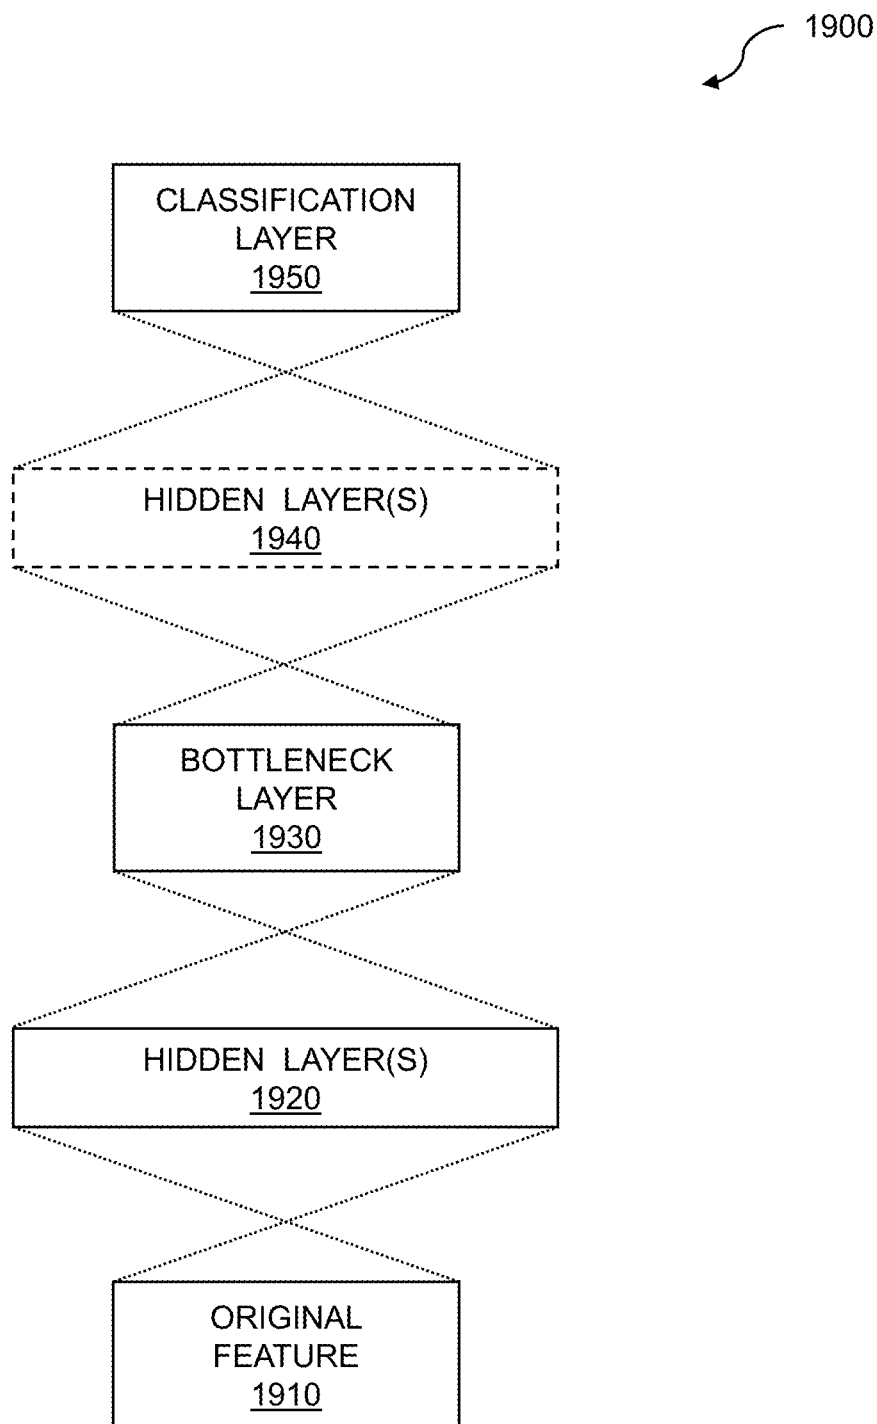 1900
CLASSIFICATION
LAYER
1950
HIDDEN LAYER(S)
1940
BOTTLENECK
LAYER
1930
HIDDEN LAYER(S)
1920
ORIGINAL
FEATURE
1910